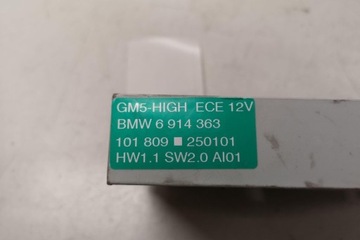 GM5-HIGH ECE 12V
BMW 6 914 363
101 809 ■ 250101
HW1.1 SW2.0 AI01